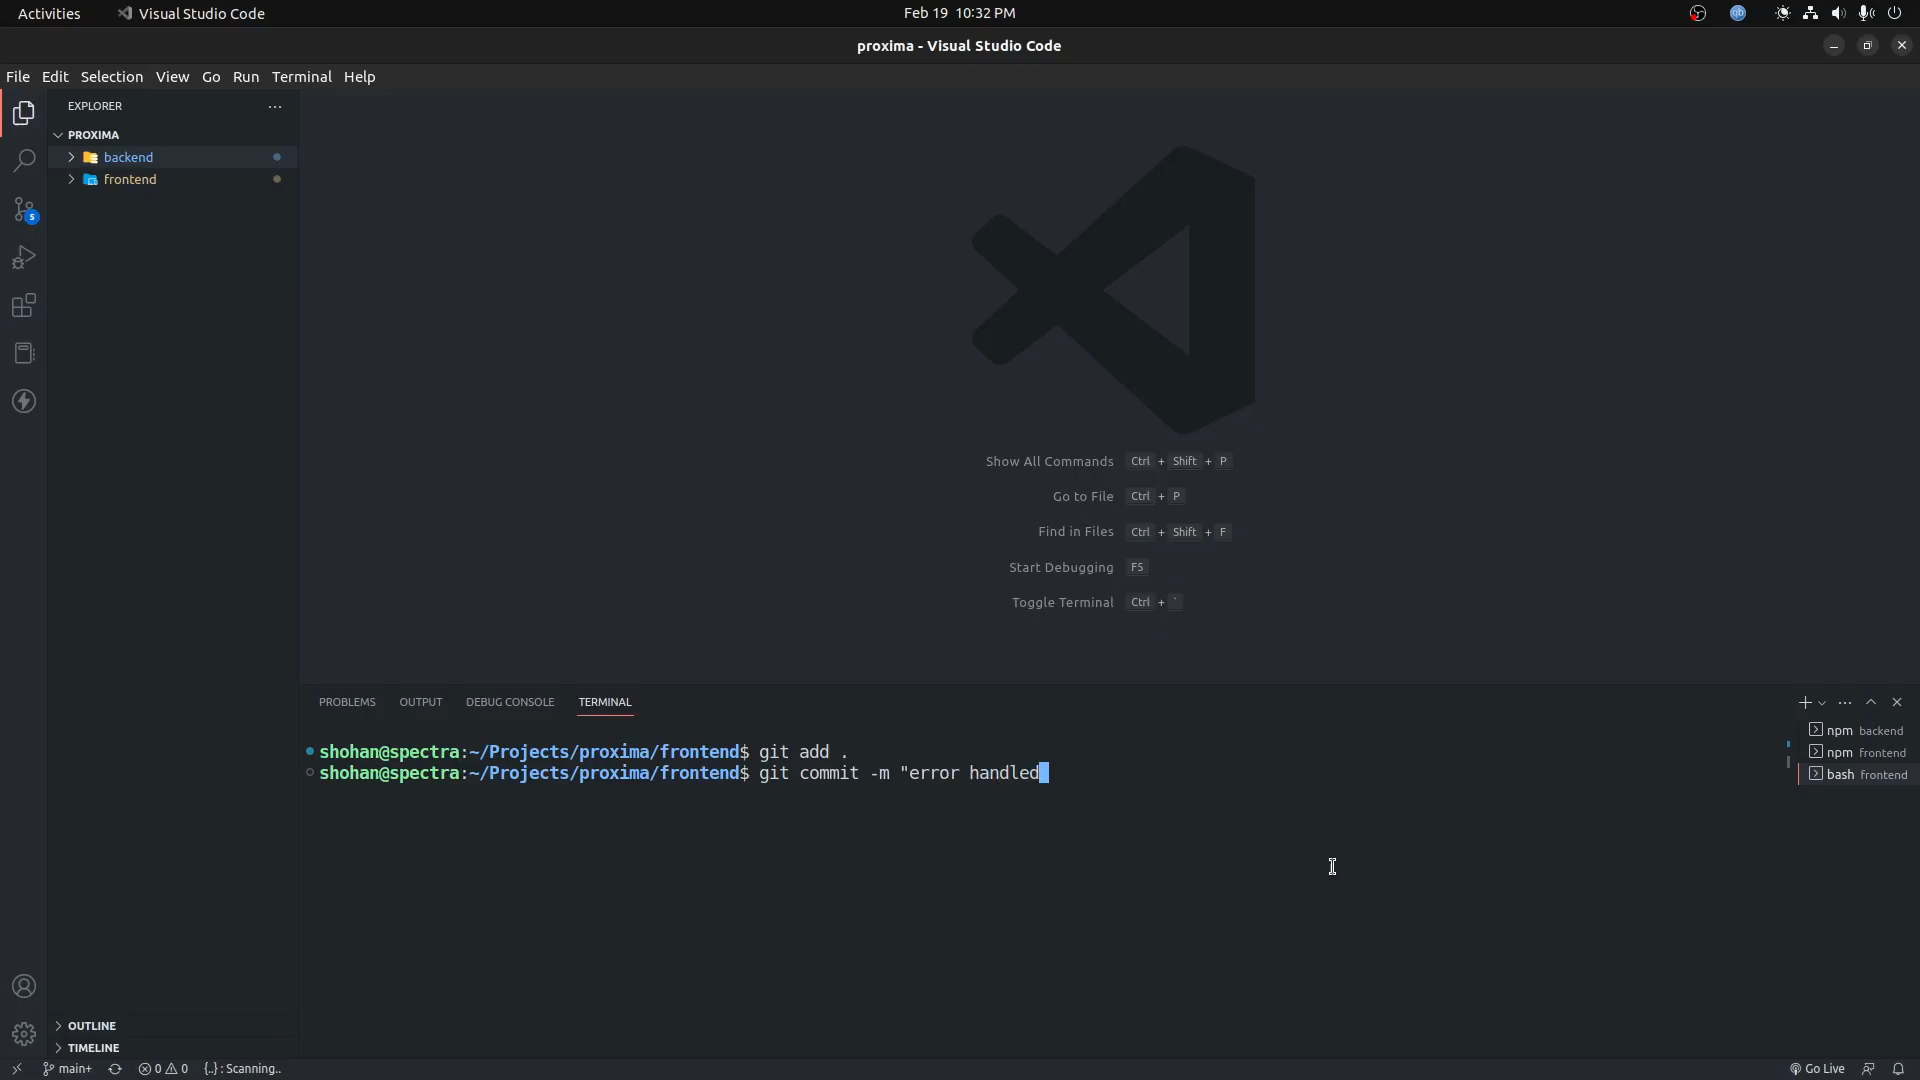 Activities Visual Studio Code Feb 19 10:32 PM qb
proxima - Visual Studio Code
File Edit Selection View Go Run Terminal Help
EXPLORER
PROXIMA
backend
frontend
5
Show All Commands Ctrl + Shift + P
Go to File Ctrl + P
Find in Files Ctrl + Shift + F
Start Debugging F5
Toggle Terminal Ctrl + `
PROBLEMS OUTPUT DEBUG CONSOLE TERMINAL
shohan@spectra:~/Projects/proxima/frontend$ git add .
shohan@spectra:~/Projects/proxima/frontend$ git commit -m "error handled
npm backend
npm frontend
bash frontend
OUTLINE
TIMELINE
main+ 0 0 {..} : Scanning.. Go Live